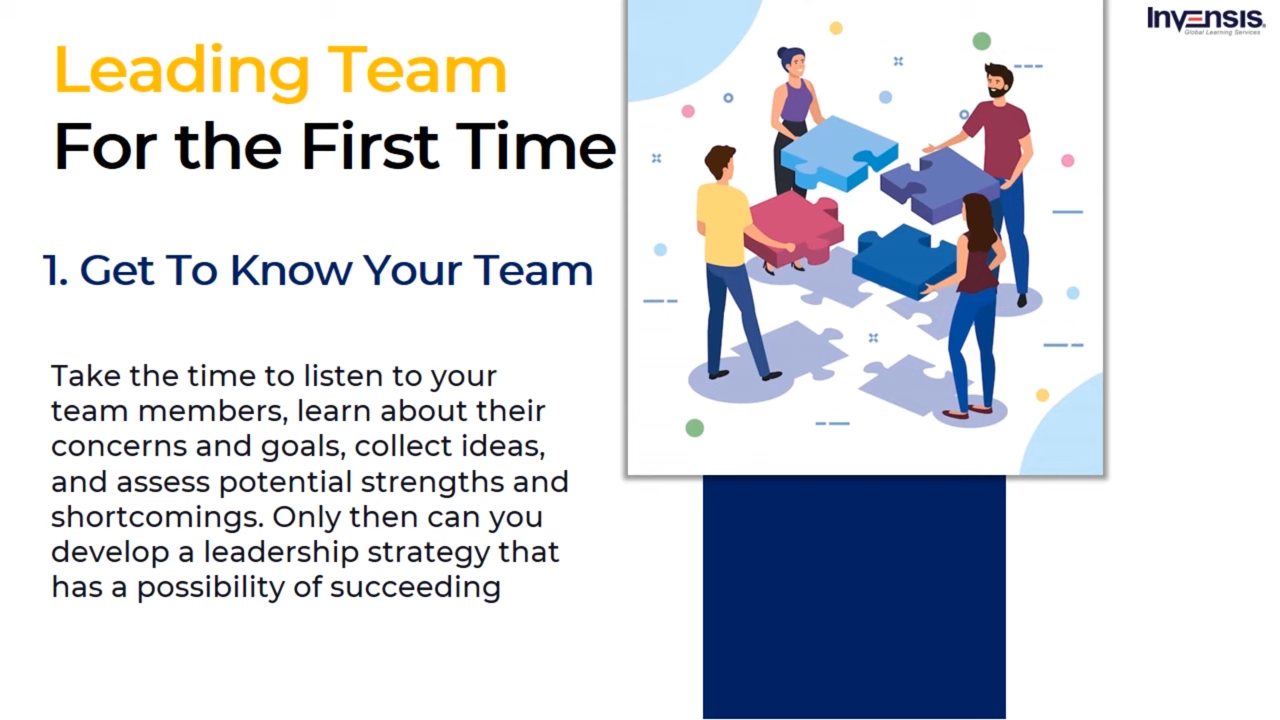 Leading Team
For the First Time
1. Get To Know Your Team
Take the time to listen to your
team members, learn about their
concerns and goals, collect ideas,
and assess potential strengths and
shortcomings. Only then can you
develop a leadership strategy that
has a possibility of succeeding
Invensis
Global Learning Services